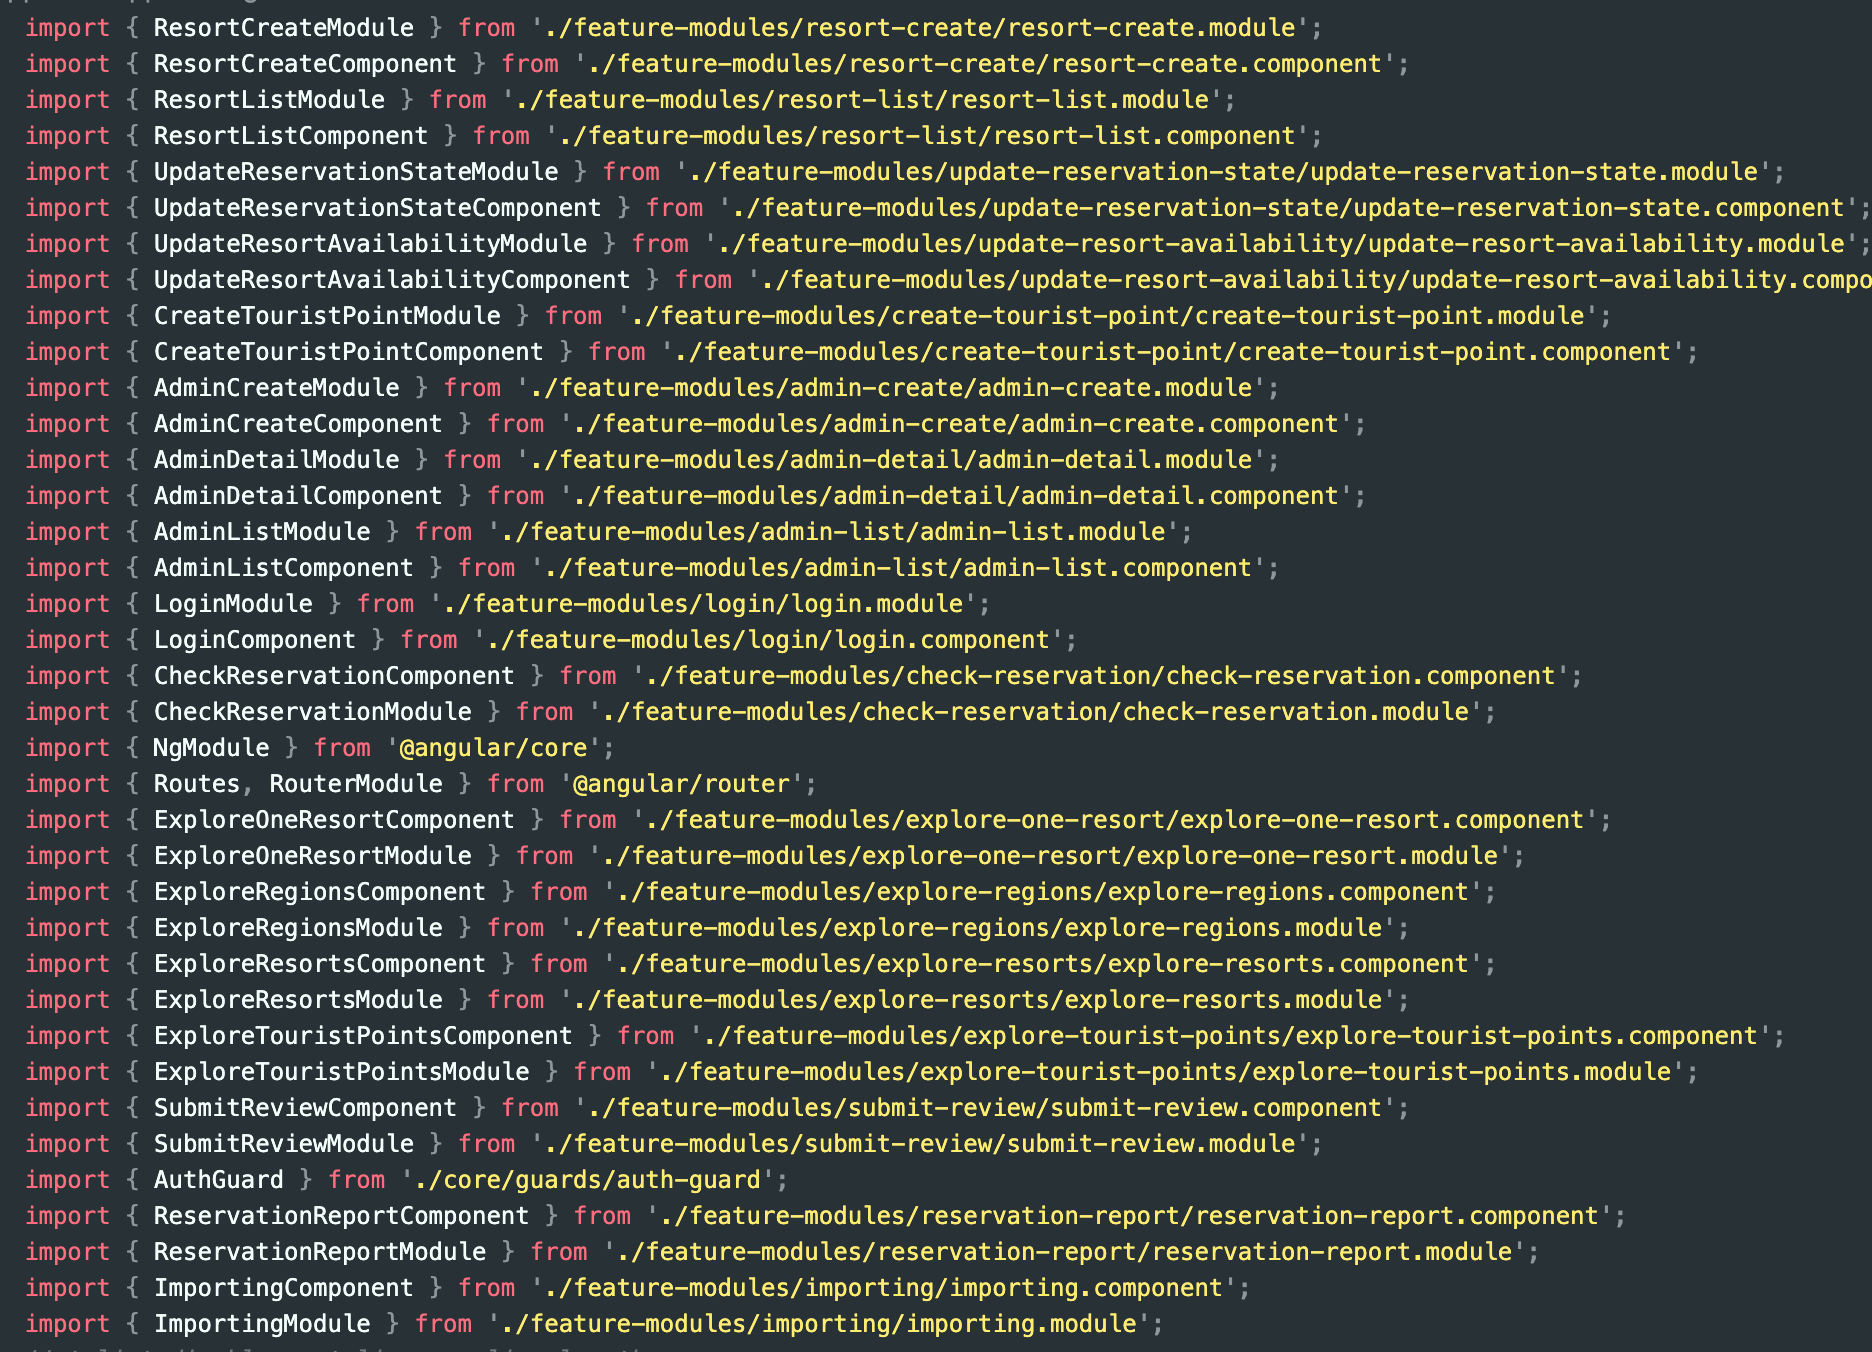 import { ResortCreateModule } from './feature-modules/resort-create/resort-create.module';
import { ResortCreateComponent } from './feature-modules/resort-create/resort-create.component';
import { ResortListModule } from './feature-modules/resort-list/resort-list.module';
import { ResortListComponent } from './feature-modules/resort-list/resort-list.component';
import { UpdateReservationStateModule } from './feature-modules/update-reservation-state/update-reservation-state.module';
import { UpdateReservationStateComponent } from './feature-modules/update-reservation-state/update-reservation-state.component';
import { UpdateResortAvailabilityModule } from './feature-modules/update-resort-availability/update-resort-availability.module';
import { UpdateResortAvailabilityComponent } from './feature-modules/update-resort-availability/update-resort-availability.compo
import { CreateTouristPointModule } from './feature-modules/create-tourist-point/create-tourist-point.module';
import { CreateTouristPointComponent } from './feature-modules/create-tourist-point/create-tourist-point.component';
import { AdminCreateModule } from './feature-modules/admin-create/admin-create.module';
import { AdminCreateComponent } from './feature-modules/admin-create/admin-create.component';
import { AdminDetailModule } from './feature-modules/admin-detail/admin-detail.module';
import { AdminDetailComponent } from './feature-modules/admin-detail/admin-detail.component';
import { AdminListModule } from './feature-modules/admin-list/admin-list.module';
import { AdminListComponent } from './feature-modules/admin-list/admin-list.component';
import { LoginModule } from './feature-modules/login/login.module';
import { LoginComponent } from './feature-modules/login/login.component';
import { CheckReservationComponent } from './feature-modules/check-reservation/check-reservation.component';
import { CheckReservationModule } from './feature-modules/check-reservation/check-reservation.module';
import { NgModule } from '@angular/core';
import { Routes, RouterModule } from '@angular/router';
import { ExploreOneResortComponent } from './feature-modules/explore-one-resort/explore-one-resort.component';
import { ExploreOneResortModule } from './feature-modules/explore-one-resort/explore-one-resort.module';
import { ExploreRegionsComponent } from './feature-modules/explore-regions/explore-regions.component';
import { ExploreRegionsModule } from './feature-modules/explore-regions/explore-regions.module';
import { ExploreResortsComponent } from './feature-modules/explore-resorts/explore-resorts.component';
import { ExploreResortsModule } from './feature-modules/explore-resorts/explore-resorts.module';
import { ExploreTouristPointsComponent } from './feature-modules/explore-tourist-points/explore-tourist-points.component';
import { ExploreTouristPointsModule } from './feature-modules/explore-tourist-points/explore-tourist-points.module';
import { SubmitReviewComponent } from './feature-modules/submit-review/submit-review.component';
import { SubmitReviewModule } from './feature-modules/submit-review/submit-review.module';
import { AuthGuard } from './core/guards/auth-guard';
import { ReservationReportComponent } from './feature-modules/reservation-report/reservation-report.component';
import { ReservationReportModule } from './feature-modules/reservation-report/reservation-report.module';
import { ImportingComponent } from './feature-modules/importing/importing.component';
import { ImportingModule } from './feature-modules/importing/importing.module';